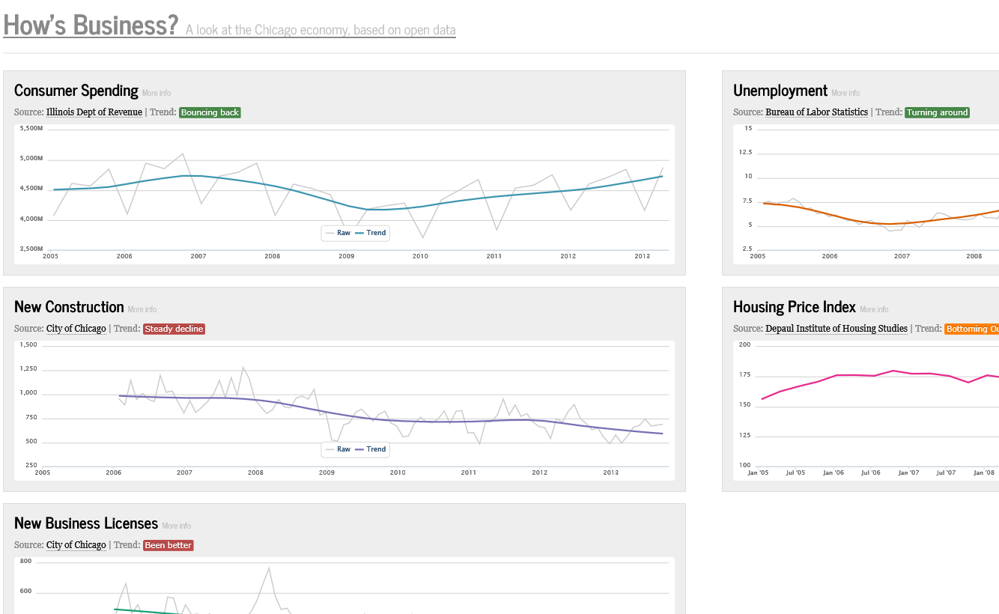 How's Business? A look at the Chicago economy, based on open data
Consumer Spending More info
Source: Illinois Dept of Revenue | Trend: Bouncing back
5,500M
5,000M
4,500M
4,000M
3,500M
Raw Trend
2005 2006 2007 2008 2009 2010 2011 2012 2013
Unemployment More info
Source: Bureau of Labor Statistics | Trend: Turning around
15
12.5
10
7.5
5
2.5
2005 2006 2007 2008
New Construction More info
Source: City of Chicago | Trend: Steady decline
1,500
1,250
1,000
750
500
250
Raw Trend
2005 2006 2007 2008 2009 2010 2011 2012 2013
Housing Price Index More info
Source: Depaul Institute of Housing Studies | Trend: Bottoming Ou
200
175
150
125
100
Jan '05 Jul '05 Jan '06 Jul '06 Jan '07 Jul '07 Jan '08
New Business Licenses More info
Source: City of Chicago | Trend: Been better
800
600